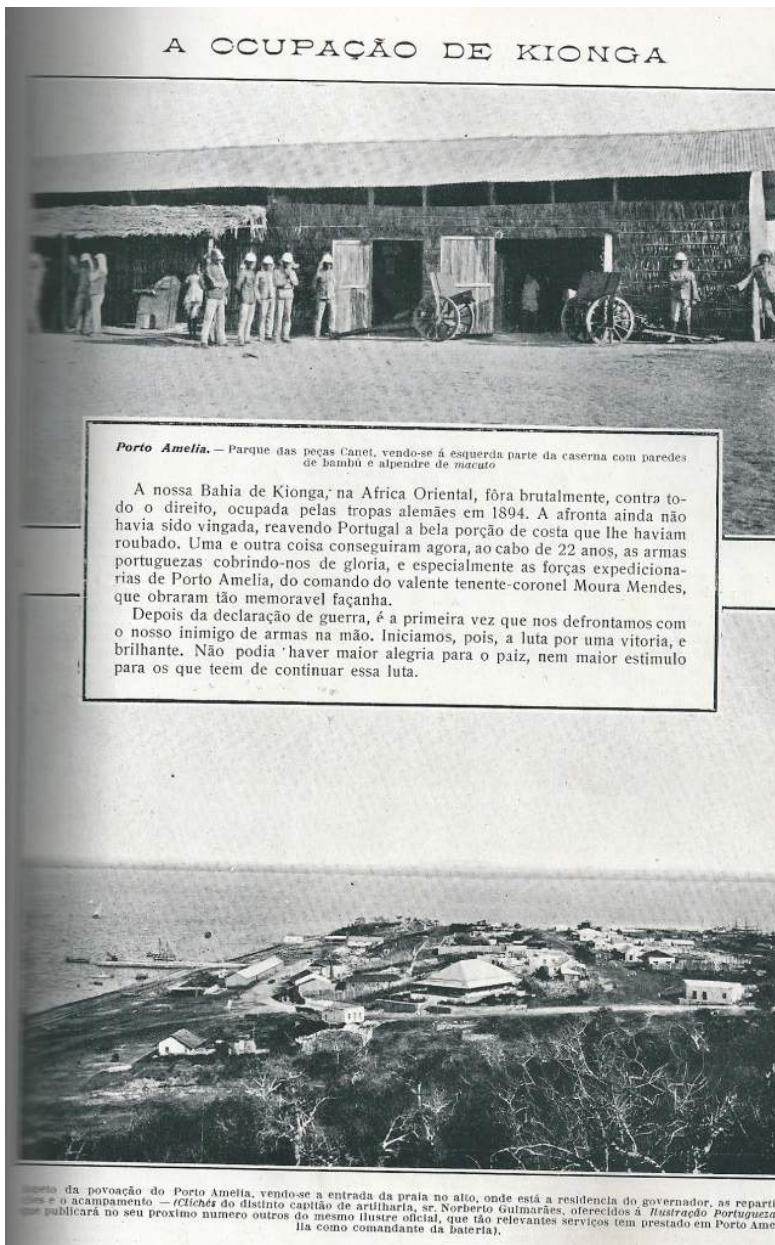 A OCUPAÇÃO DE KIONGA
Porto Amelia. — Parque das peças Canet, vendo-se á esquerda parte da caserna com paredes
de bambú e alpendre de macuto
A nossa Bahia de Kionga, na Africa Oriental, fôra brutalmente, contra to-
do o direito, ocupada pelas tropas alemães em 1894. A afronta ainda não
havia sido vingada, reavendo Portugal a bela porção de costa que lhe haviam
roubado. Uma e outra coisa conseguiram agora, ao cabo de 22 anos, as armas
portuguezas cobrindo-nos de gloria, e especialmente as forças expediciona-
rias de Porto Amelia, do comando do valente tenente-coronel Moura Mendes,
que obraram tão memoravel façanha.
Depois da declaração de guerra, é a primeira vez que nos defrontamos com
o nosso inimigo de armas na mão. Iniciamos, pois, a luta por uma vitoria, e
brilhante. Não podia haver maior alegria para o paiz, nem maior estimulo
para os que teem de continuar essa luta.
da povoação do Porto Amelia, vendo-se a entrada da praia no alto, onde está a residencia do governador, as reparti
e o acampamento — (Clichés do distinto capitão de artilharia, sr. Norberto Guimarães, oferecidos á Ilustração Portugueza
que publicará no seu proximo numero outros do mesmo ilustre oficial, que tão relevantes serviços tem prestado em Porto Ame
lia como comandante da bateria).